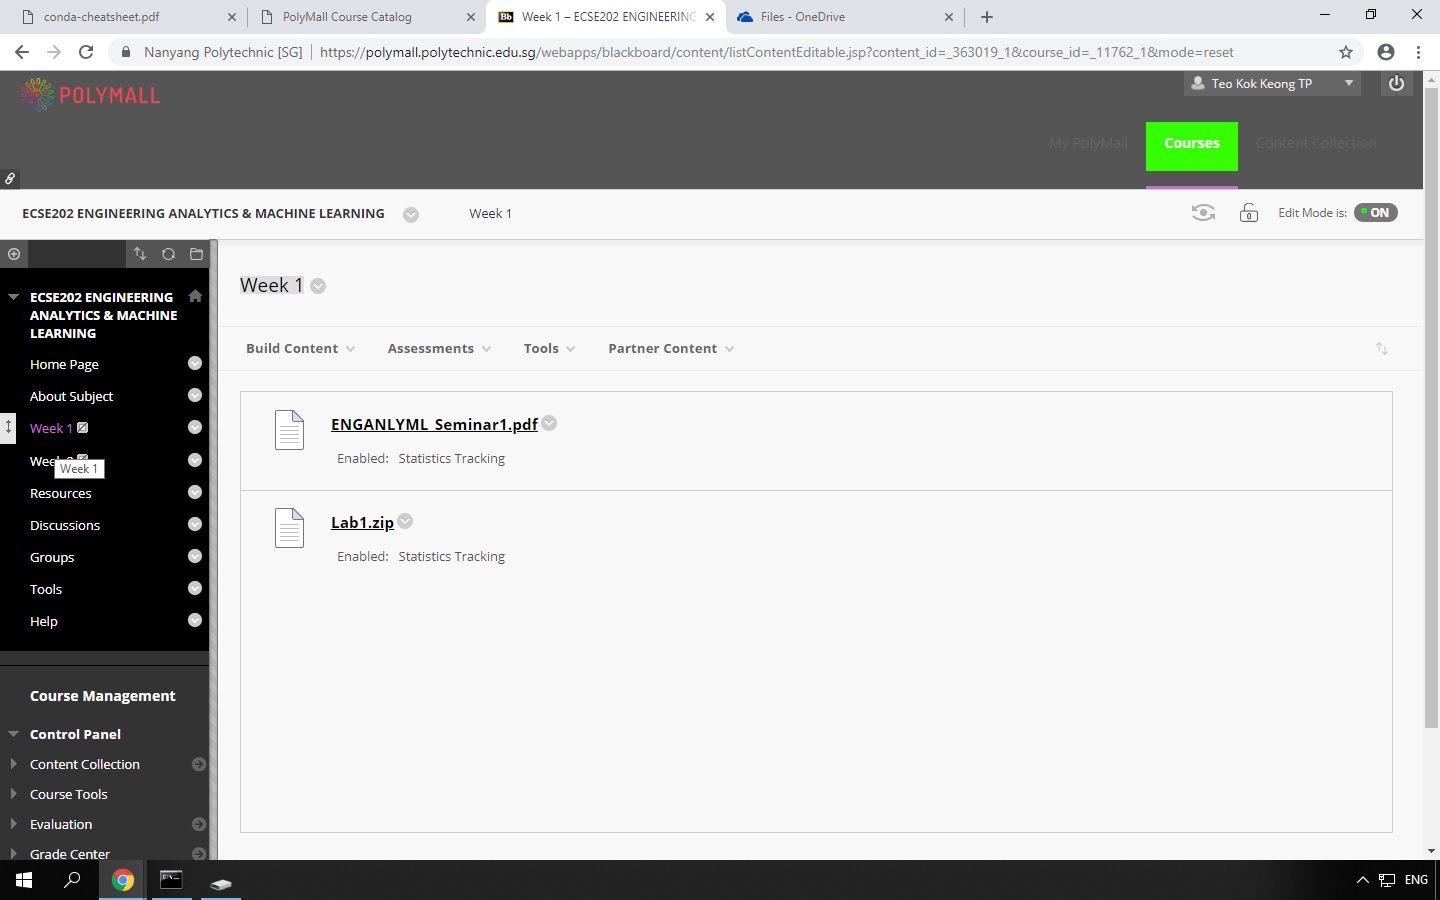 conda-cheatsheet.pdf
PolyMall Course Catalog
Bb Week 1 – ECSE202 ENGINEERING
Files - OneDrive
Nanyang Polytechnic [SG] | https://polymall.polytechnic.edu.sg/webapps/blackboard/content/listContentEditable.jsp?content_id=_363019_1&course_id=_11762_1&mode=reset
POLYMALL
Teo Kok Keong TP
My PolyMall
Courses
Content Collection
ECSE202 ENGINEERING ANALYTICS & MACHINE LEARNING
Week 1
0
Edit Mode is:
ON
ECSE202 ENGINEERING
ANALYTICS & MACHINE
LEARNING
Home Page
About Subject
Week 1
Week 1
Resources
Discussions
Groups
Tools
Help
Course Management
Control Panel
Content Collection
Course Tools
Evaluation
Grade Center
Week 1
Build Content
Assessments
Tools
Partner Content
ENGANLYML_Seminar1.pdf
Enabled: Statistics Tracking
Lab1.zip
Enabled: Statistics Tracking
ENG